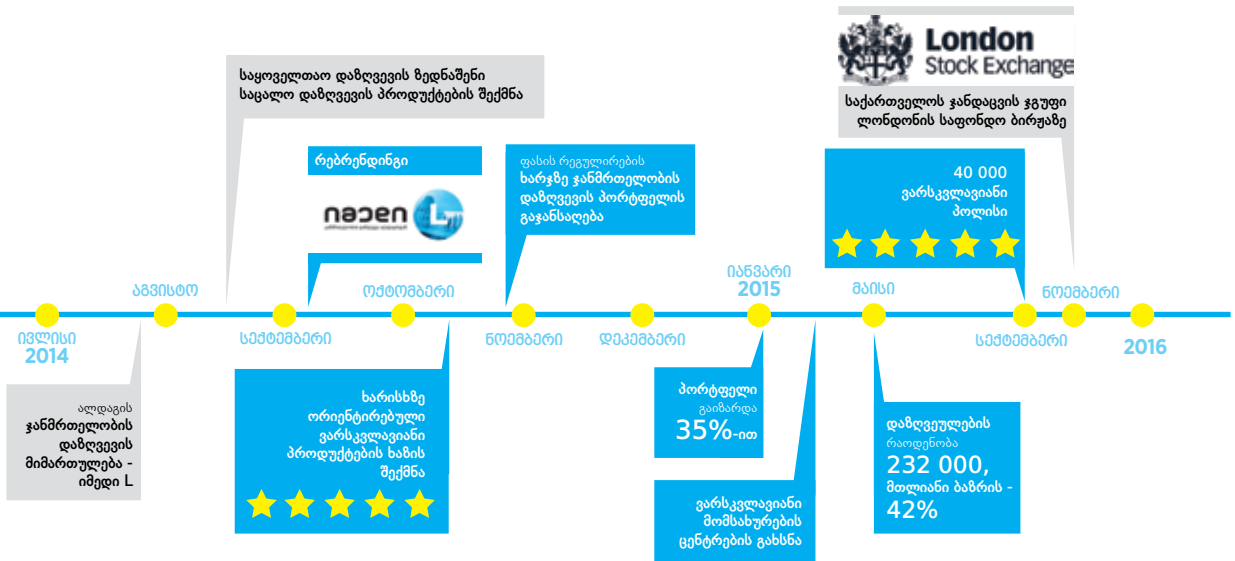 London
Stock Exchange
საქართველოს ჯანდაცვის ჯგუფი
ლონდონის საფონდო ბირჟაზე
საყოველთაო დაზღვევის ზედნაშენი
საცალო დაზღვევის პროდუქტების შექმნა
რებრენდინგი
იმედი L
ფასის რეგულირების
ხარჯზე ჯანმრთელობის
დაზღვევის პორტფელის
გაჯანსაღება
40 000
ვარსკვლავიანი
პოლისი
ივლისი
2014
აგვისტო
სექტემბერი
ოქტომბერი
ნოემბერი
დეკემბერი
იანვარი
2015
მაისი
სექტემბერი
ნოემბერი
2016
ალდაგის
ჯანმრთელობის
დაზღვევის
მიმართულება -
იმედი L
ხარისხზე
ორიენტირებული
ვარსკვლავიანი
პროდუქტების ხაზის
შექმნა
პორტფელი
გაიზარდა
35%-ით
ვარსკვლავიანი
მომსახურების
ცენტრების გახსნა
დაზღვეულების
რაოდენობა
232 000,
მთლიანი ბაზრის -
42%